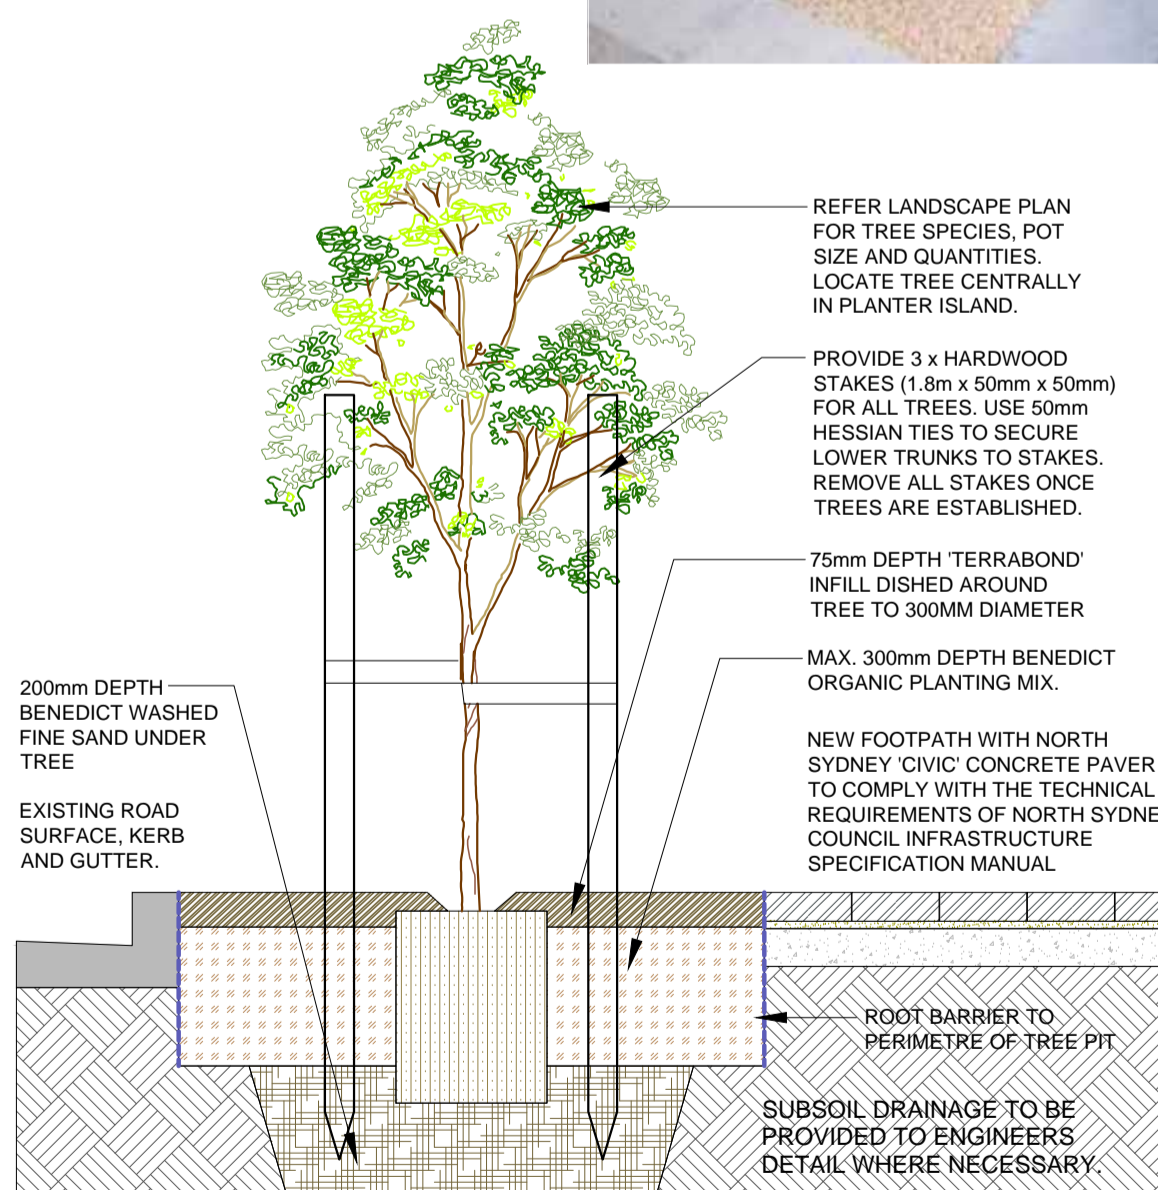 REFER LANDSCAPE PLAN
FOR TREE SPECIES, POT
SIZE AND QUANTITIES.
LOCATE TREE CENTRALLY
IN PLANTER ISLAND.
PROVIDE 3 x HARDWOOD
STAKES (1.8m x 50mm x 50mm)
FOR ALL TREES. USE 50mm
HESSIAN TIES TO SECURE
LOWER TRUNKS TO STAKES.
REMOVE ALL STAKES ONCE
TREES ARE ESTABLISHED.
75mm DEPTH 'TERRABOND'
INFILL DISHED AROUND
TREE TO 300MM DIAMETER
MAX. 300mm DEPTH BENEDICT
ORGANIC PLANTING MIX.
200mm DEPTH
BENEDICT WASHED
FINE SAND UNDER
TREE
EXISTING ROAD
SURFACE, KERB
AND GUTTER.
NEW FOOTPATH WITH NORTH
SYDNEY 'CIVIC' CONCRETE PAVER
TO COMPLY WITH THE TECHNICAL
REQUIREMENTS OF NORTH SYDNE
COUNCIL INFRASTRUCTURE
SPECIFICATION MANUAL
ROOT BARRIER TO
PERIMETRE OF TREE PIT
SUBSOIL DRAINAGE TO BE
PROVIDED TO ENGINEERS
DETAIL WHERE NECESSARY.